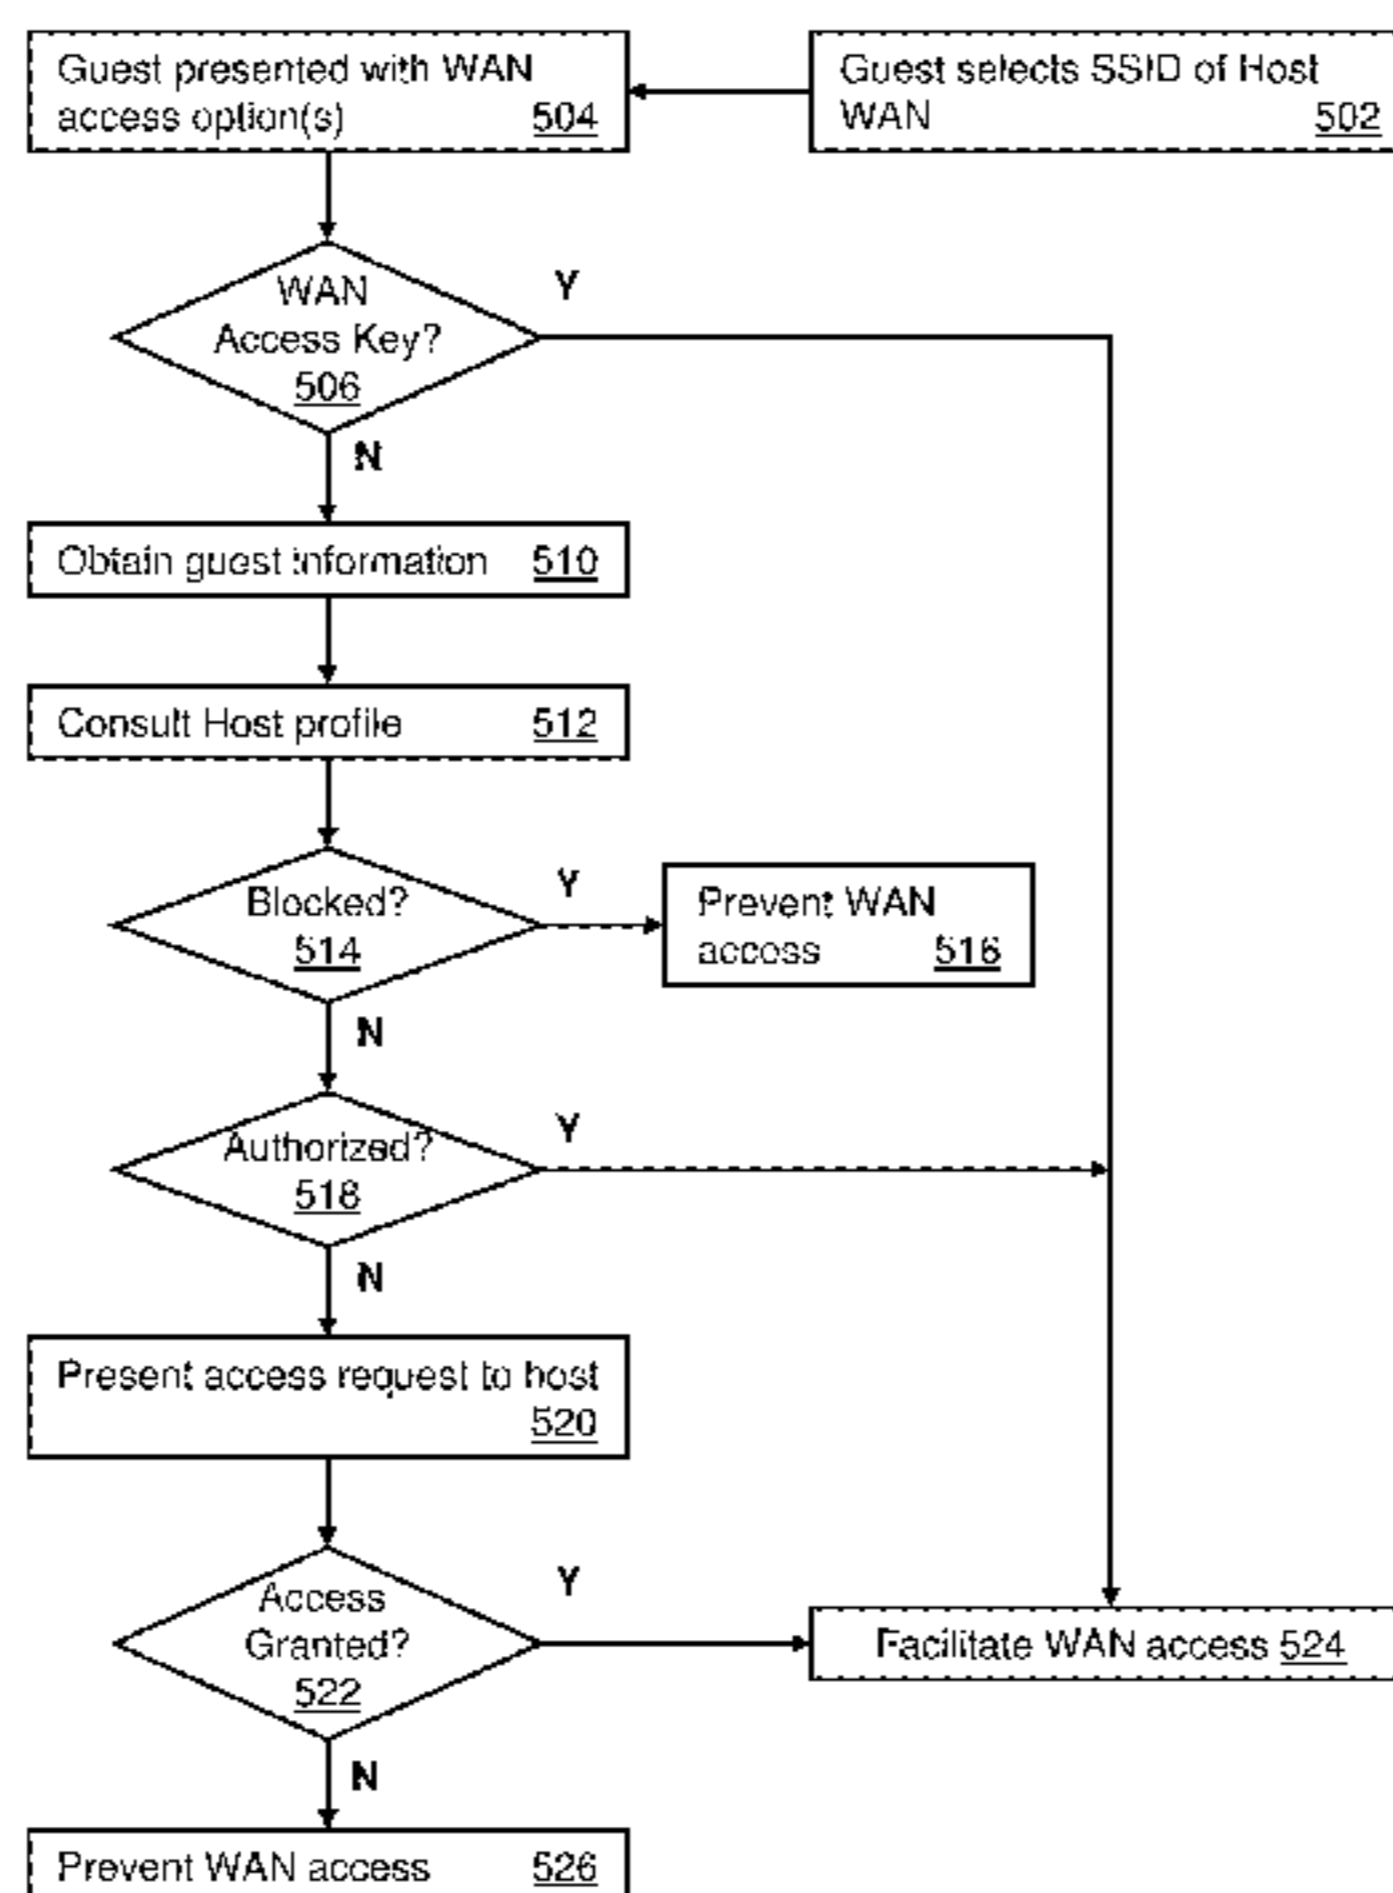 Guest presented with WAN
access option(s) 504
Guest selects SSID of Host
WAN 502
WAN
Access Key?
506
Y
N
Obtain guest information 510
Consult Host profile 512
Blocked?
514
Y
Prevent WAN
access 516
N
Authorized?
518
Y
N
Present access request to host
520
Access
Granted?
522
Y
Facilitate WAN access 524
N
Prevent WAN access 526